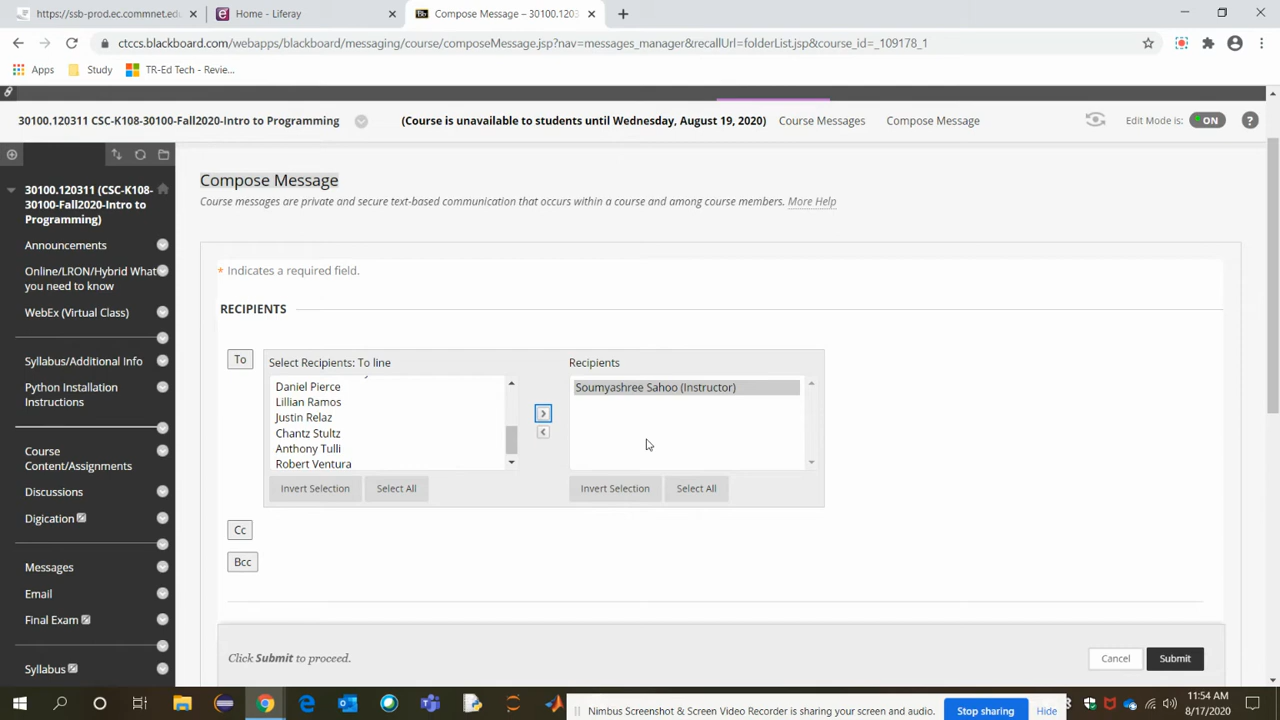 https://ssb-prod.ec.commnet.ed
Home - Liferay
Compose Message – 30100.1203
ctccs.blackboard.com/webapps/blackboard/messaging/course/composeMessage.jsp?nav=messages_manager&recallUrl=folderList.jsp&course_id=_109178_1
Apps
Study
TR-Ed Tech - Revie...
30100.120311 CSC-K108-30100-Fall2020-Intro to Programming
(Course is unavailable to students until Wednesday, August 19, 2020)
Course Messages
Compose Message
Edit Mode is:
ON
?
30100.120311 (CSC-K108-
30100-Fall2020-Intro to
Programming)
Announcements
Online/LRON/Hybrid What
you need to know
WebEx (Virtual Class)
Syllabus/Additional Info
Python Installation
Instructions
Course
Content/Assignments
Discussions
Digication
Messages
Email
Final Exam
Syllabus
Compose Message
Course messages are private and secure text-based communication that occurs within a course and among course members. More Help
* Indicates a required field.
RECIPIENTS
To
Select Recipients: To line
Daniel Pierce
Lillian Ramos
Justin Relaz
Chantz Stultz
Anthony Tulli
Robert Ventura
Invert Selection
Select All
Recipients
Soumyashree Sahoo (Instructor)
Invert Selection
Select All
Cc
Bcc
Click Submit to proceed.
Cancel
Submit
Nimbus Screenshot & Screen Video Recorder is sharing your screen and audio.
Stop sharing
Hide
11:54 AM
8/17/2020